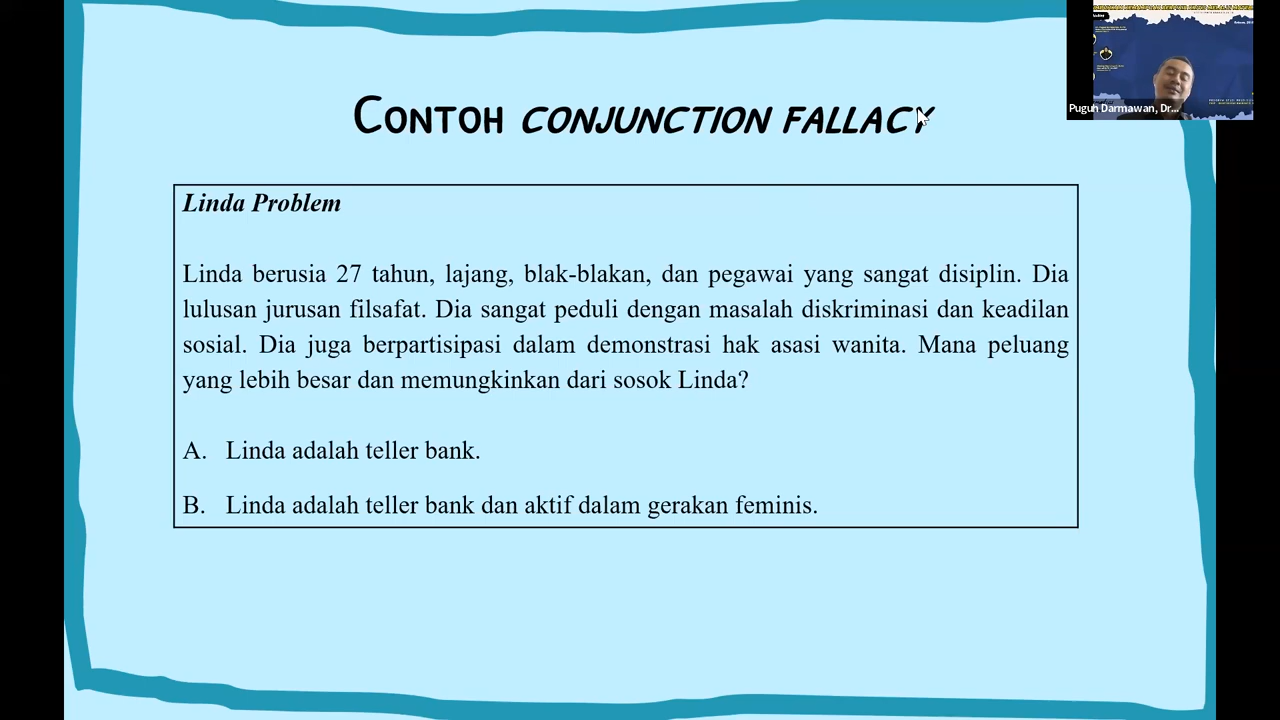 CONTOH CONJUNCTION FALLACY
Puguh Darmawan, Dr...
Linda Problem
Linda berusia 27 tahun, lajang, blak-blakan, dan pegawai yang sangat disiplin. Dia
lulusan jurusan filsafat. Dia sangat peduli dengan masalah diskriminasi dan keadilan
sosial. Dia juga berpartisipasi dalam demonstrasi hak asasi wanita. Mana peluang
yang lebih besar dan memungkinkan dari sosok Linda?
A. Linda adalah teller bank.
B. Linda adalah teller bank dan aktif dalam gerakan feminis.